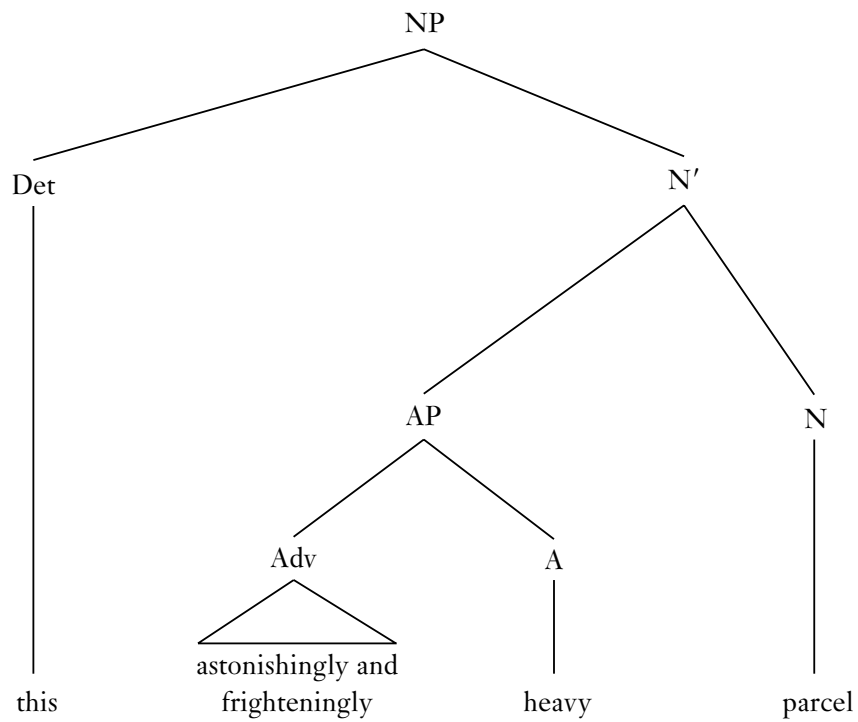 NP
Det
N′
AP
N
Adv
A
astonishingly and
this frighteningly heavy parcel